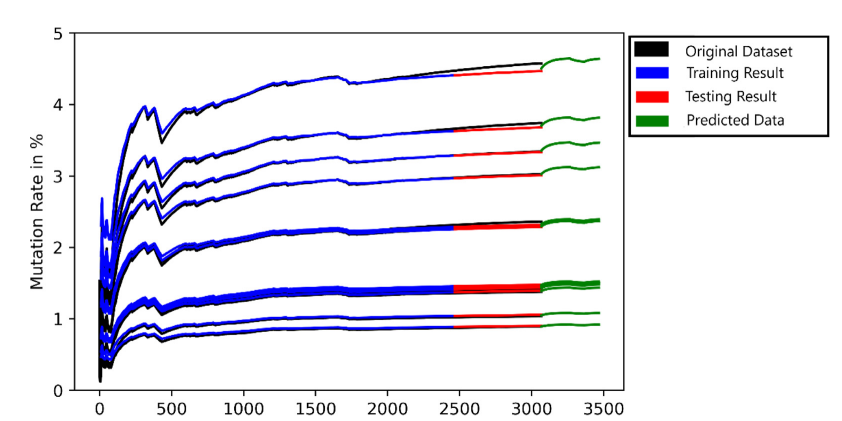 5
4
3
2
1
0
Mutation Rate in %
0 500 1000 1500 2000 2500 3000 3500
Original Dataset
Training Result
Testing Result
Predicted Data